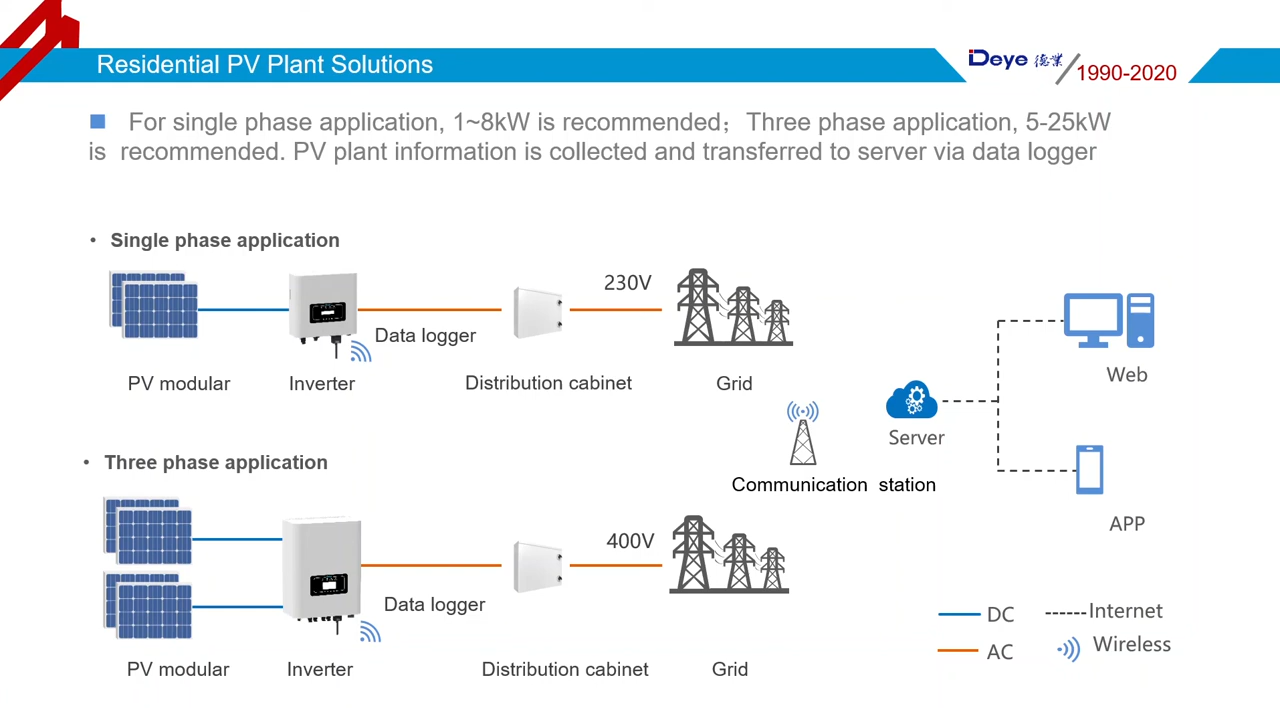 Residential PV Plant Solutions
Deye 德業
1990-2020
For single phase application, 1~8kW is recommended；Three phase application, 5-25kW
is recommended. PV plant information is collected and transferred to server via data logger
• Single phase application
230V
Data logger
PV modular
Inverter
Distribution cabinet
Grid
Web
Server
Communication station
APP
• Three phase application
400V
Data logger
PV modular
Inverter
Distribution cabinet
Grid
DC
Internet
AC
Wireless